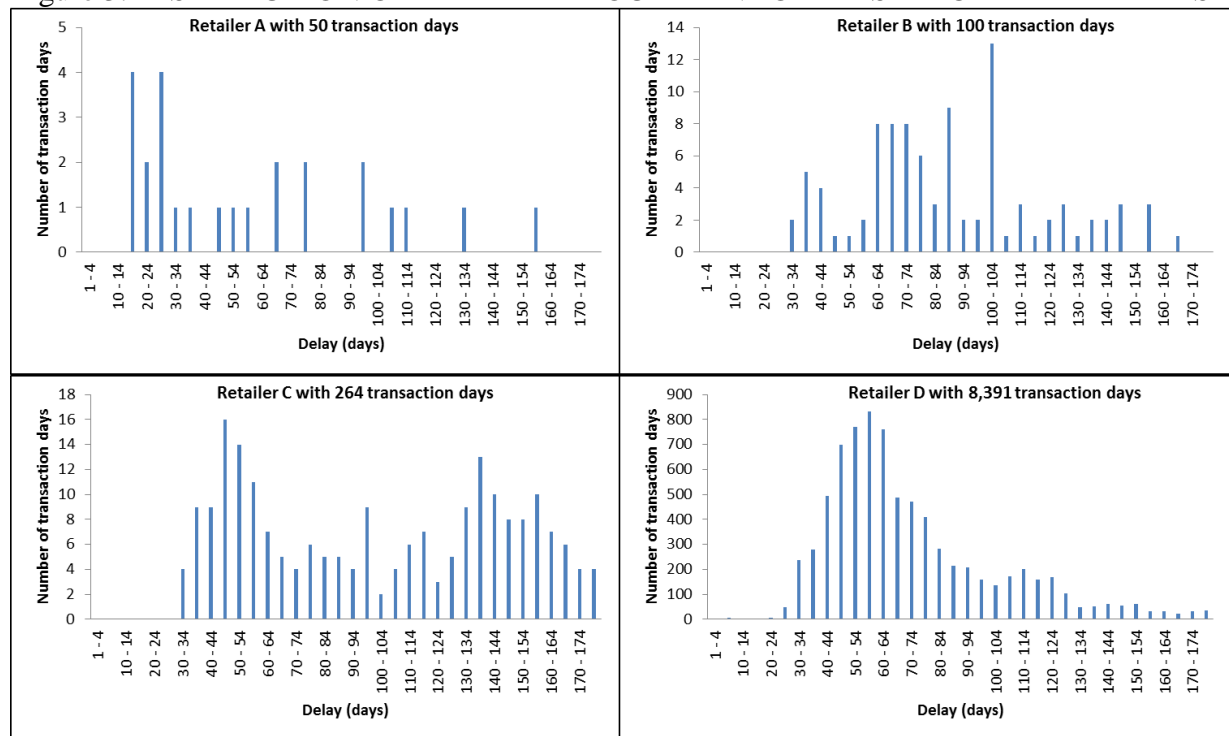 Retailer A with 50 transaction days
Number of transaction days
5
4
3
2
1
0
1 - 4
10 - 14
20 - 24
30 - 34
40 - 44
50 - 54
60 - 64
70 - 74
80 - 84
90 - 94
100 - 104
110 - 114
120 - 124
130 - 134
140 - 144
150 - 154
160 - 164
170 - 174
Delay (days)
Retailer B with 100 transaction days
Number of transaction days
14
12
10
8
6
4
2
0
1 - 4
10 - 14
20 - 24
30 - 34
40 - 44
50 - 54
60 - 64
70 - 74
80 - 84
90 - 94
100 - 104
110 - 114
120 - 124
130 - 134
140 - 144
150 - 154
160 - 164
170 - 174
Delay (days)
Retailer C with 264 transaction days
Number of transaction days
18
16
14
12
10
8
6
4
2
0
1 - 4
10 - 14
20 - 24
30 - 34
40 - 44
50 - 54
60 - 64
70 - 74
80 - 84
90 - 94
100 - 104
110 - 114
120 - 124
130 - 134
140 - 144
150 - 154
160 - 164
170 - 174
Delay (days)
Retailer D with 8,391 transaction days
Number of transaction days
900
800
700
600
500
400
300
200
100
0
1 - 4
10 - 14
20 - 24
30 - 34
40 - 44
50 - 54
60 - 64
70 - 74
80 - 84
90 - 94
100 - 104
110 - 114
120 - 124
130 - 134
140 - 144
150 - 154
160 - 164
170 - 174
Delay (days)